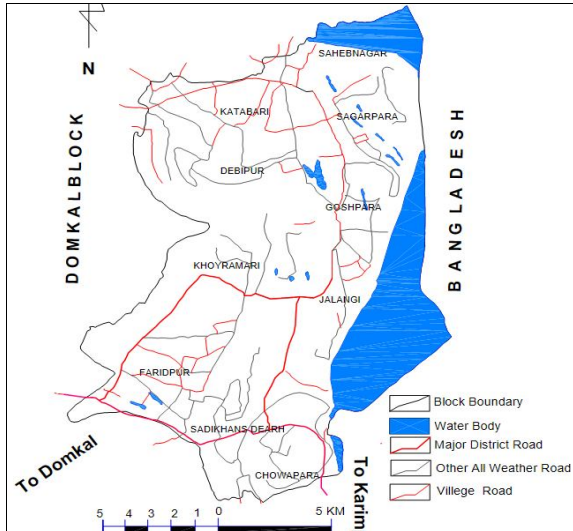 N
SAHEBNAGAR
KATABARI
SAGARPARA
DEBIPUR
GOSHPARA
DOMKALBLOCK
BANGLADESH
KHOYRAMARI
JALANGI
FARIDPUR
SADIKHANS DEARH
CHOWAPARA
To Domkal
To Karim
Block Boundary
Water Body
Major District Road
Other All Weather Road
Villege Road
5 4 3 2 1 0 5 KM